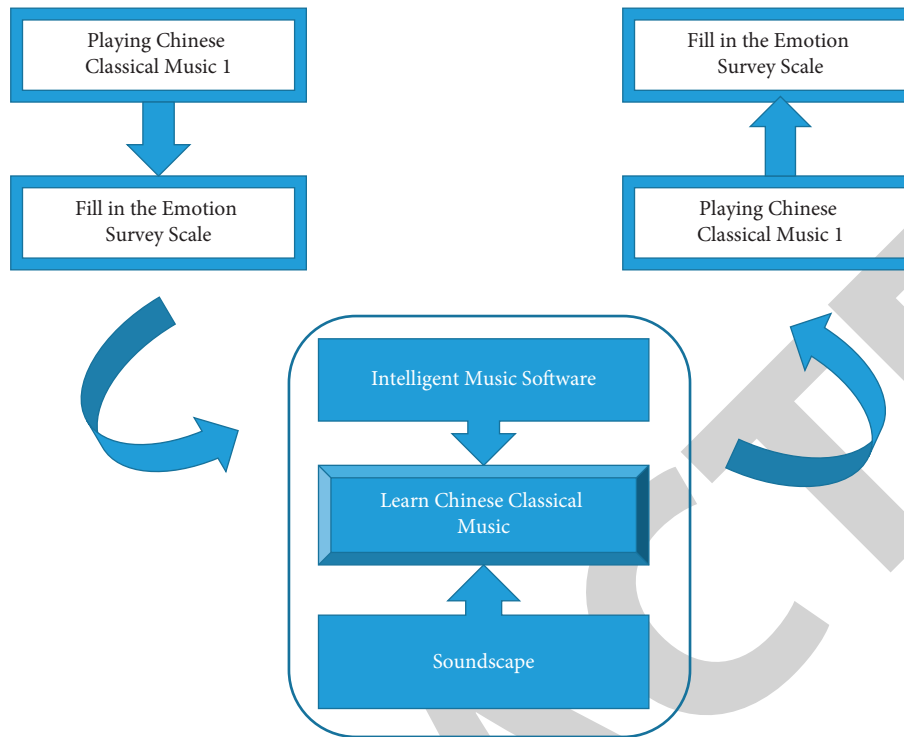 Playing Chinese
Classical Music 1
Fill in the Emotion
Survey Scale
Intelligent Music Software
Learn Chinese Classical
Music
Soundscape
Fill in the Emotion
Survey Scale
Playing Chinese
Classical Music 1